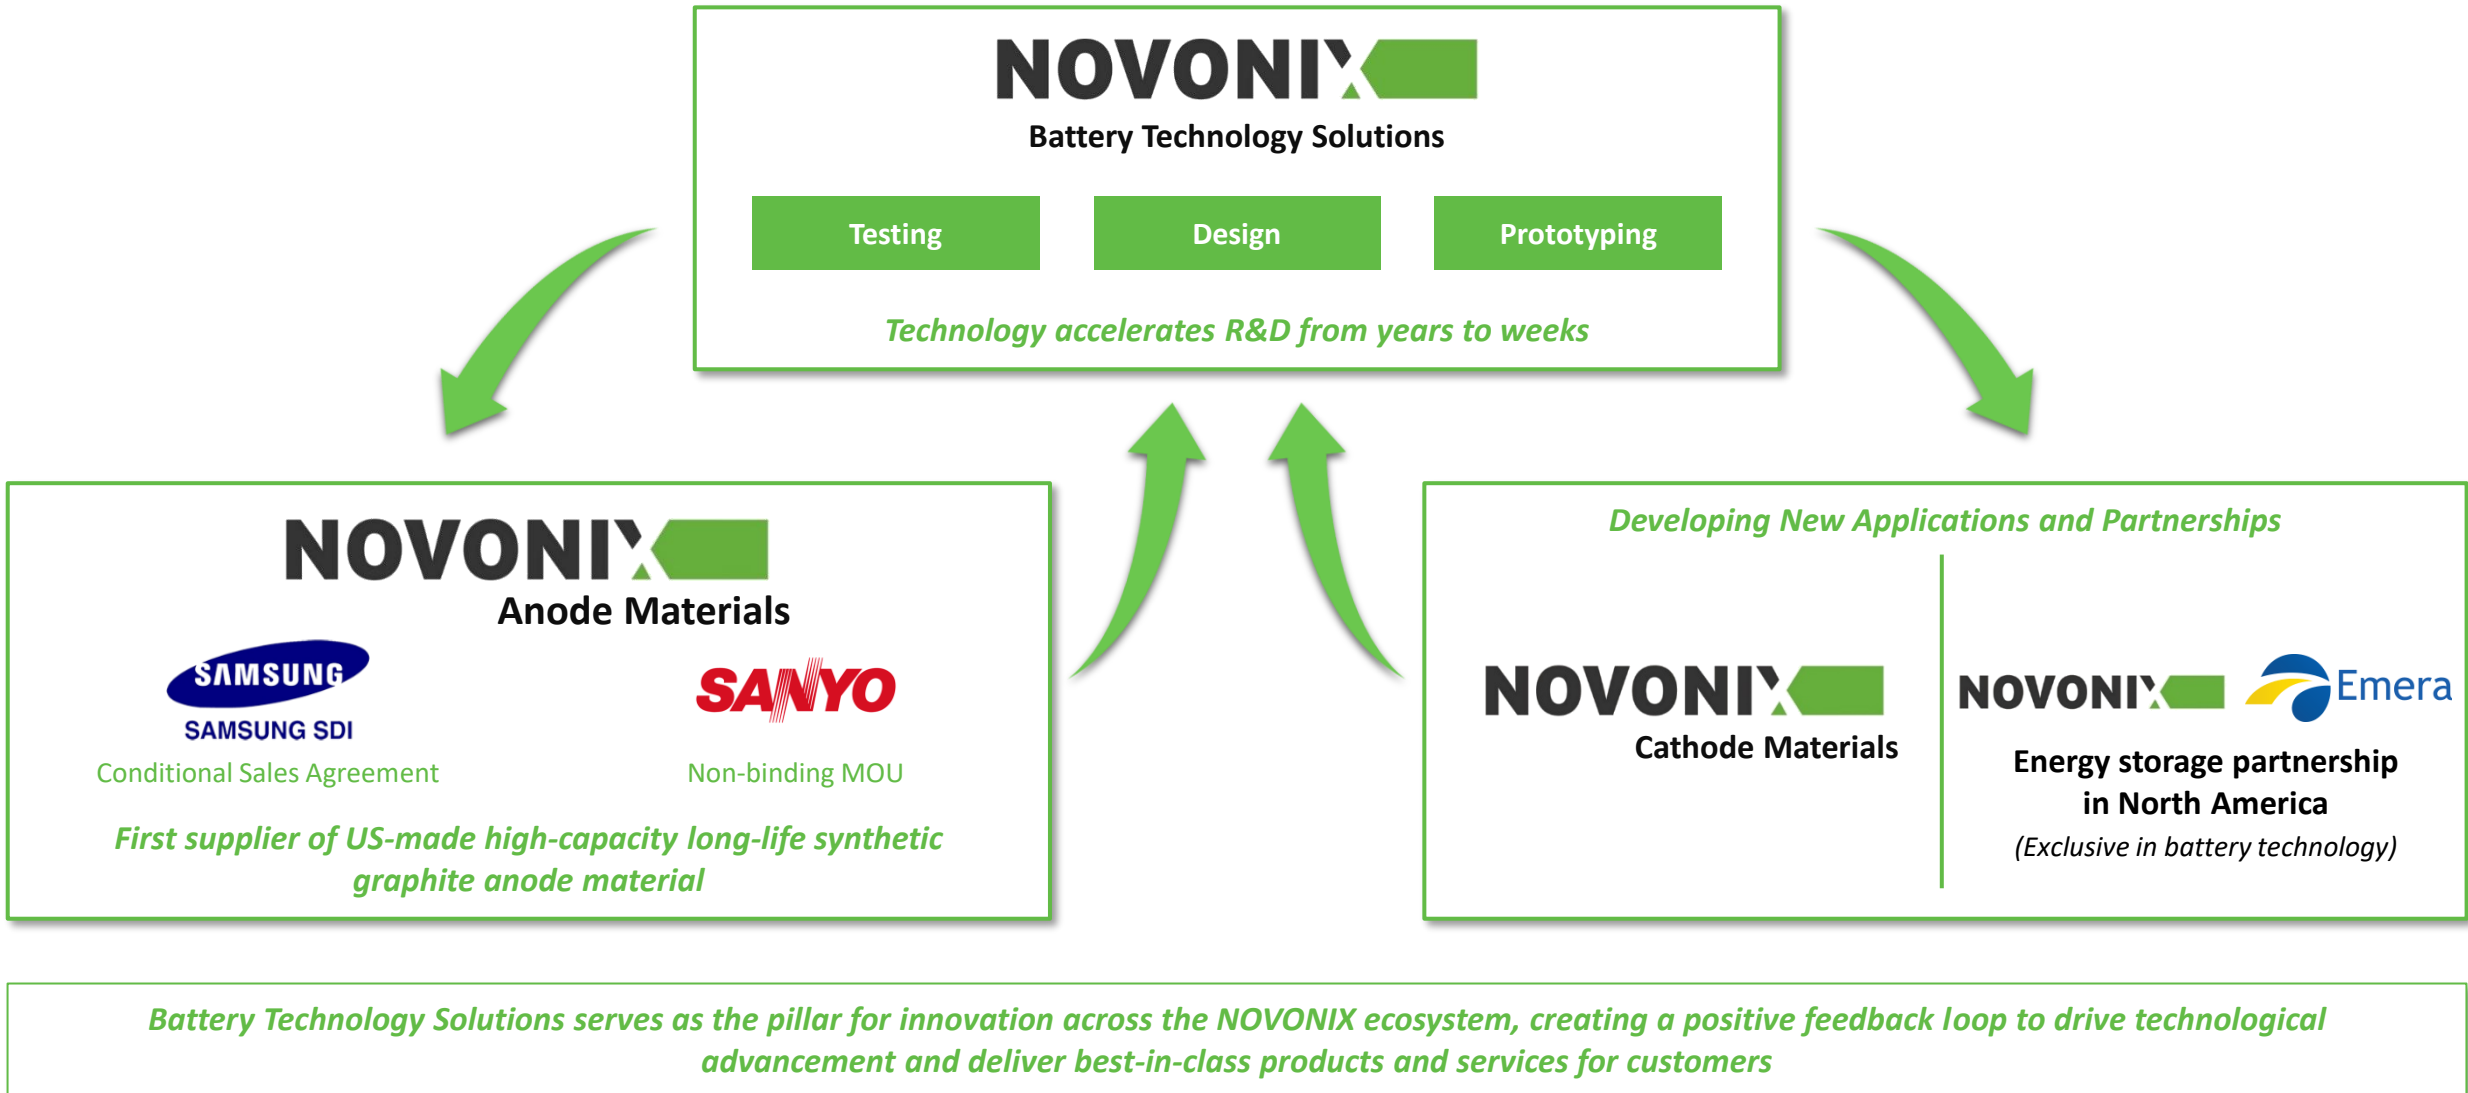 NOVONIX
Battery Technology Solutions
Testing
Design
Prototyping
Technology accelerates R&D from years to weeks
NOVONIX
Anode Materials
SAMSUNG
SAMSUNG SDI
Conditional Sales Agreement
SANYO
Non-binding MOU
First supplier of US-made high-capacity long-life synthetic
graphite anode material
Developing New Applications and Partnerships
NOVONIX
Cathode Materials
NOVONIX
Emera
Energy storage partnership
in North America
(Exclusive in battery technology)
Battery Technology Solutions serves as the pillar for innovation across the NOVONIX ecosystem, creating a positive feedback loop to drive technological
advancement and deliver best-in-class products and services for customers